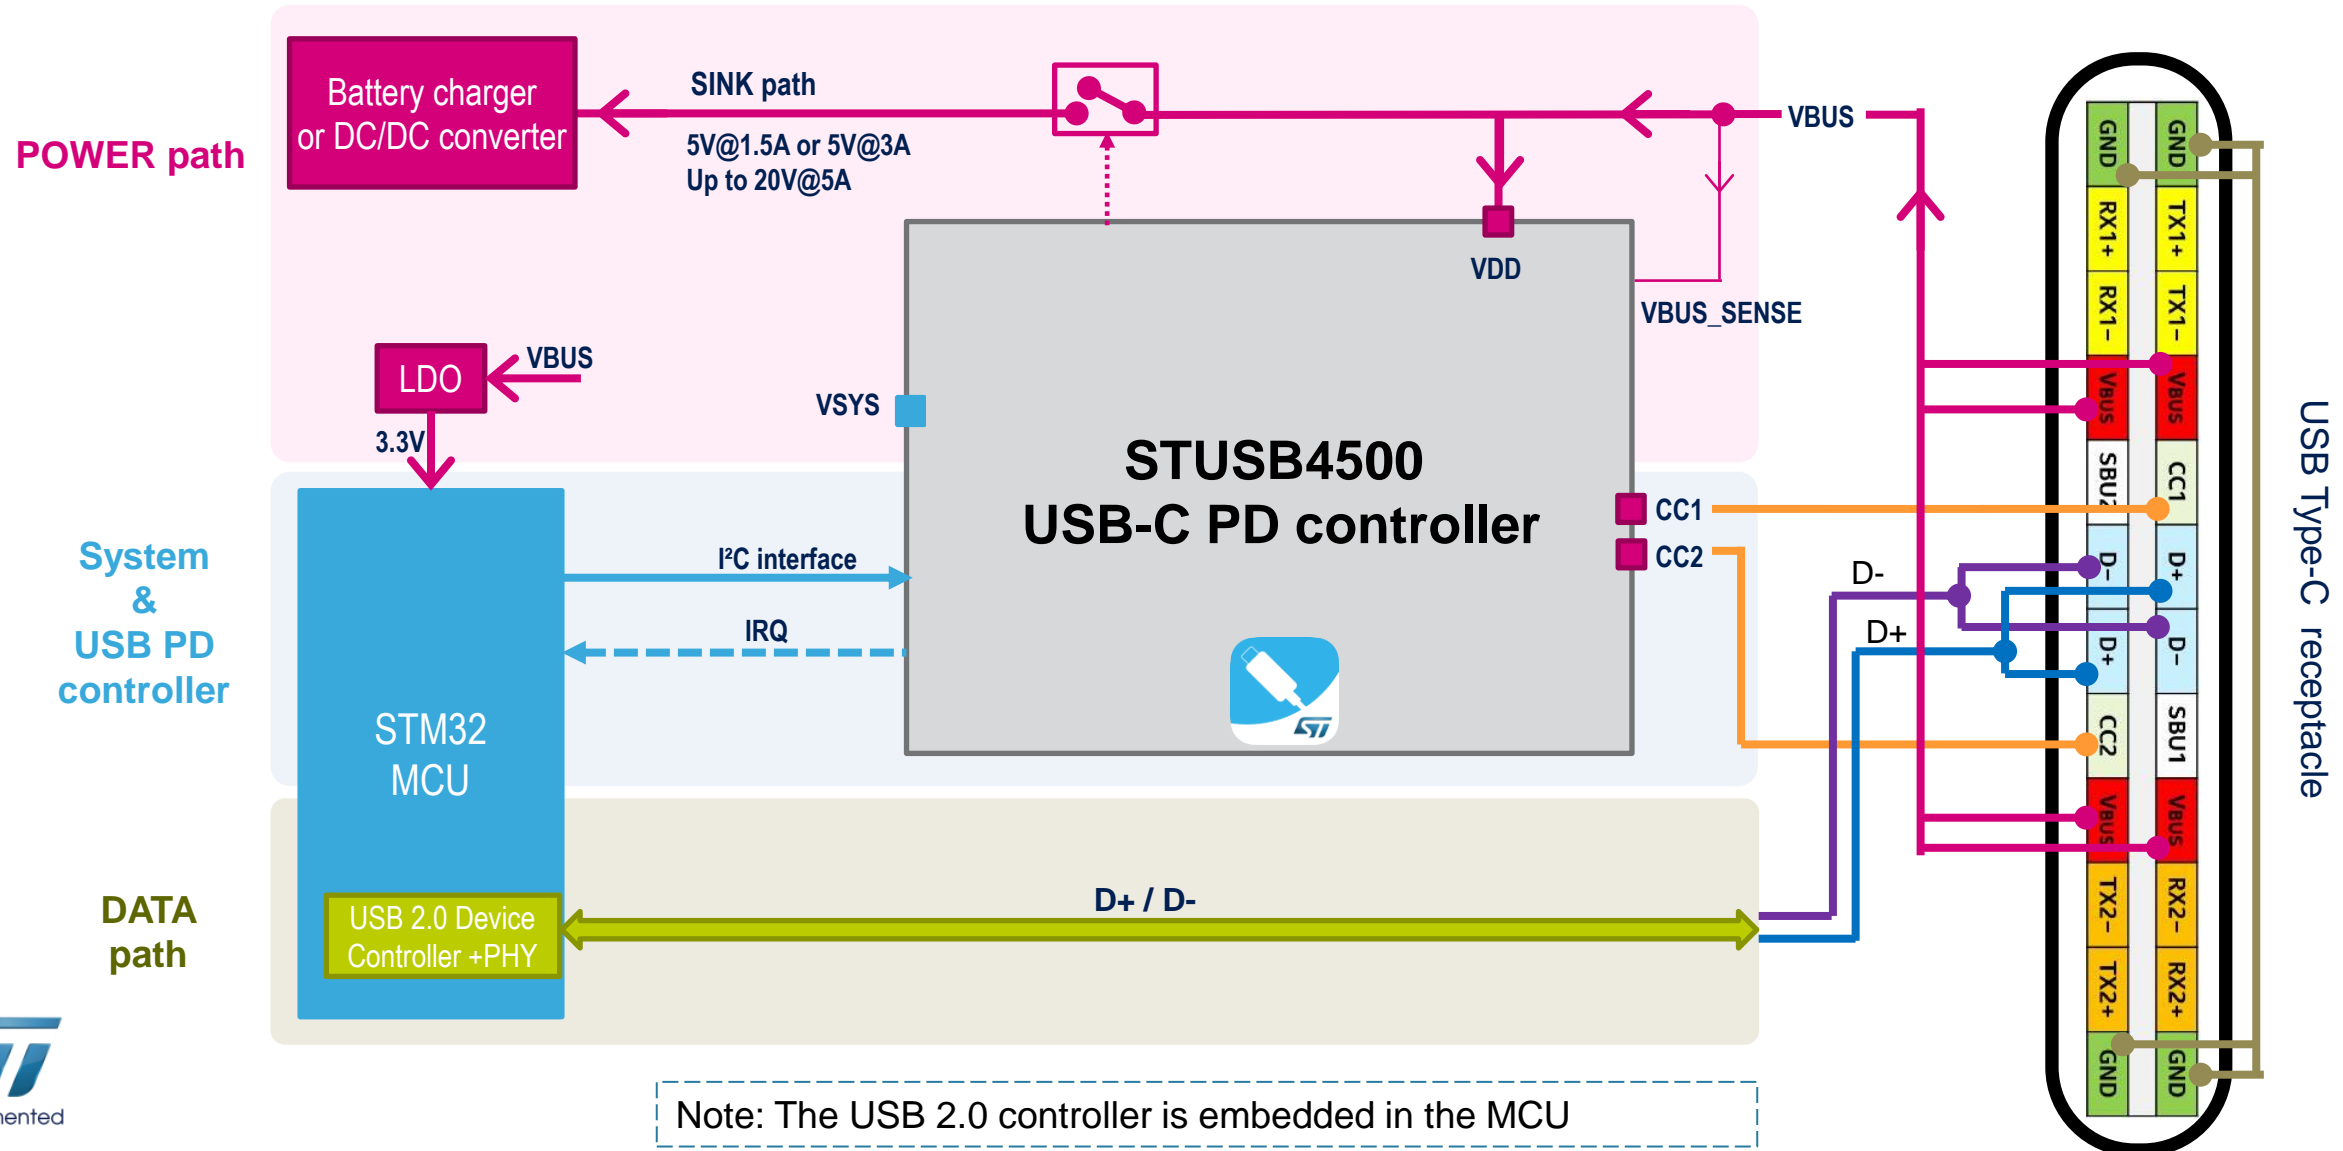 POWER path
Battery charger
or DC/DC converter
SINK path
5V@1.5A or 5V@3A
Up to 20V@5A
VBUS
VDD
VBUS_SENSE
LDO
VBUS
3.3V
VSYS
STUSB4500
USB-C PD controller
CC1
CC2
System
&
USB PD
controller
I²C interface
IRQ
STM32
MCU
D-
D+
DATA
path
USB 2.0 Device
Controller +PHY
D+ / D-
Note: The USB 2.0 controller is embedded in the MCU
GND
RX1+
RX1−
VBUS
SBU2
D−
D+
CC2
VBUS
TX2−
TX2+
GND
GND
TX1+
TX1−
VBUS
CC1
D+
D−
SBU1
VBUS
RX2−
RX2+
GND
USB Type-C receptacle